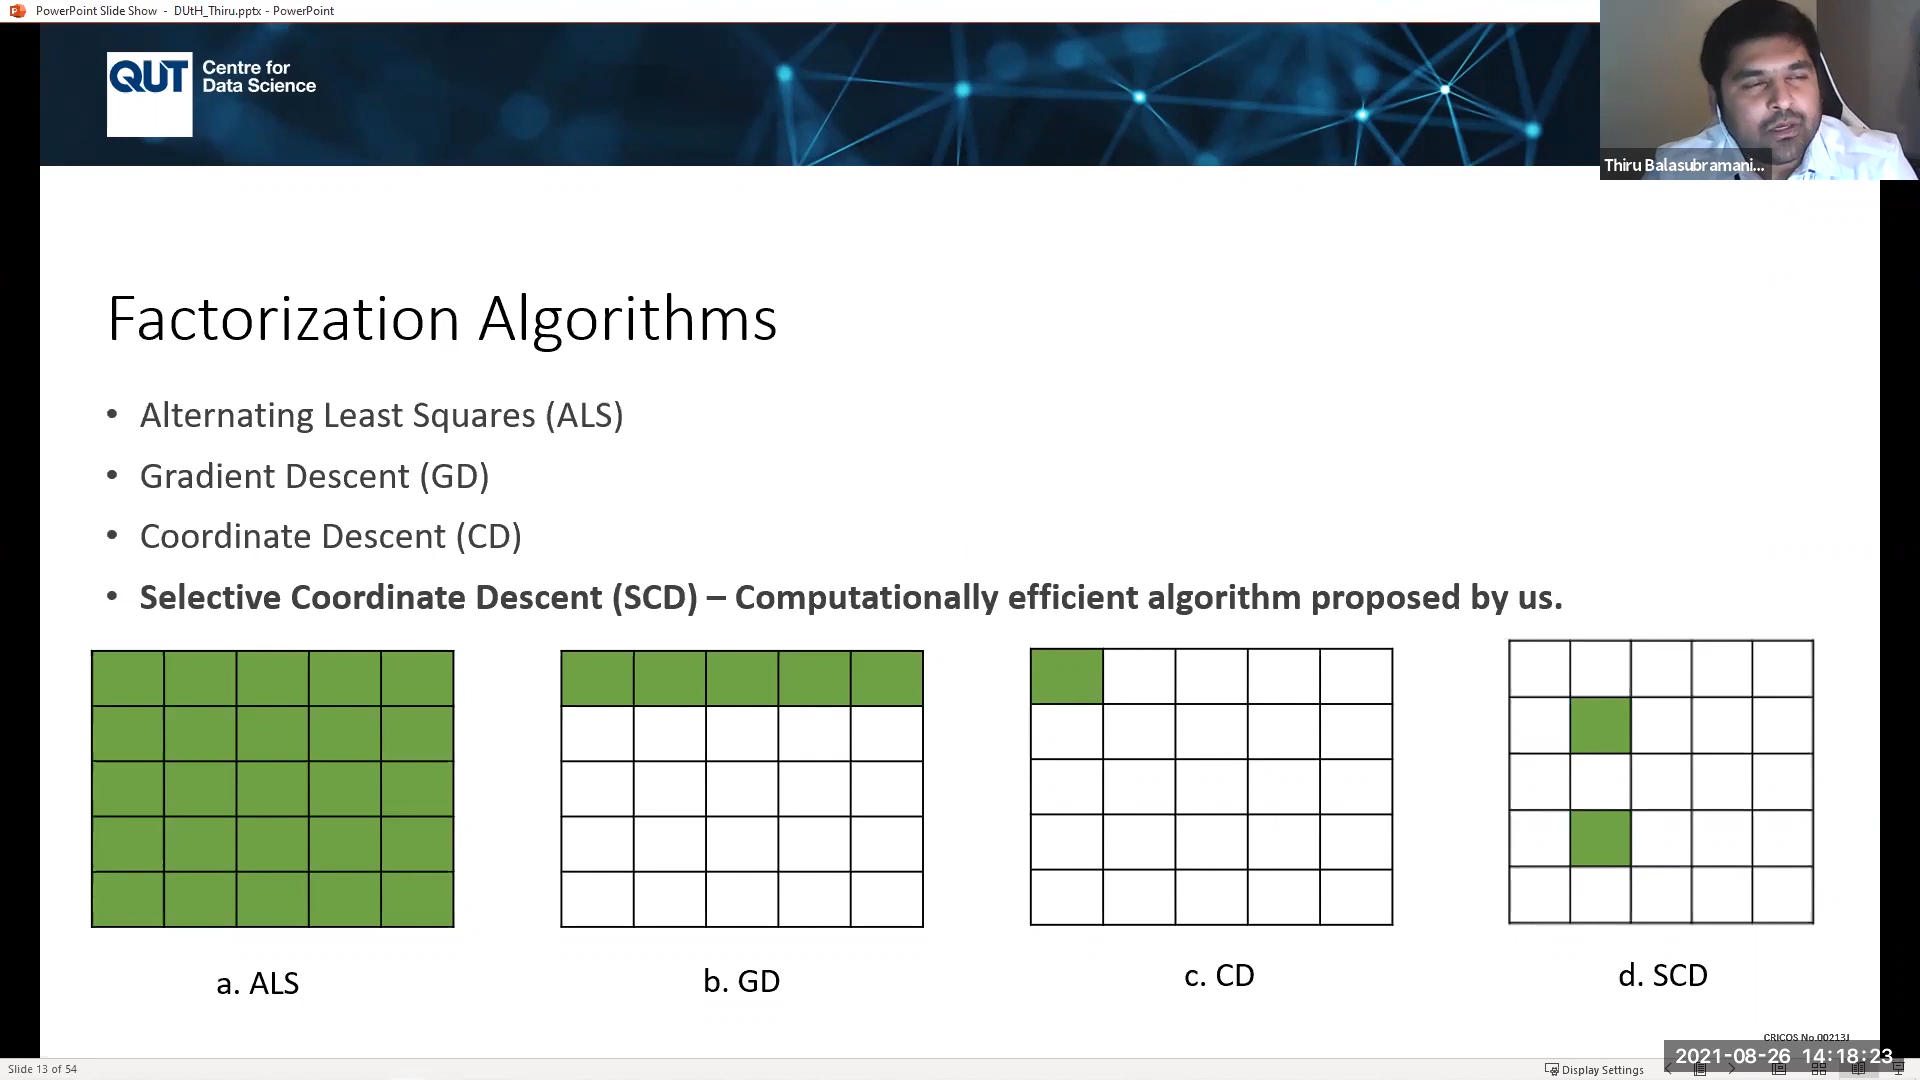 PowerPoint Slide Show - DUtH_Thiru.pptx - PowerPoint
QUT
Centre for
Data Science
Thiru Balasubramani...
Factorization Algorithms
• Alternating Least Squares (ALS)
• Gradient Descent (GD)
• Coordinate Descent (CD)
• Selective Coordinate Descent (SCD) – Computationally efficient algorithm proposed by us.
a. ALS
b. GD
c. CD
d. SCD
CRICOS No.00213J
2021-08-26 14:18:23
Slide 13 of 54
Display Settings